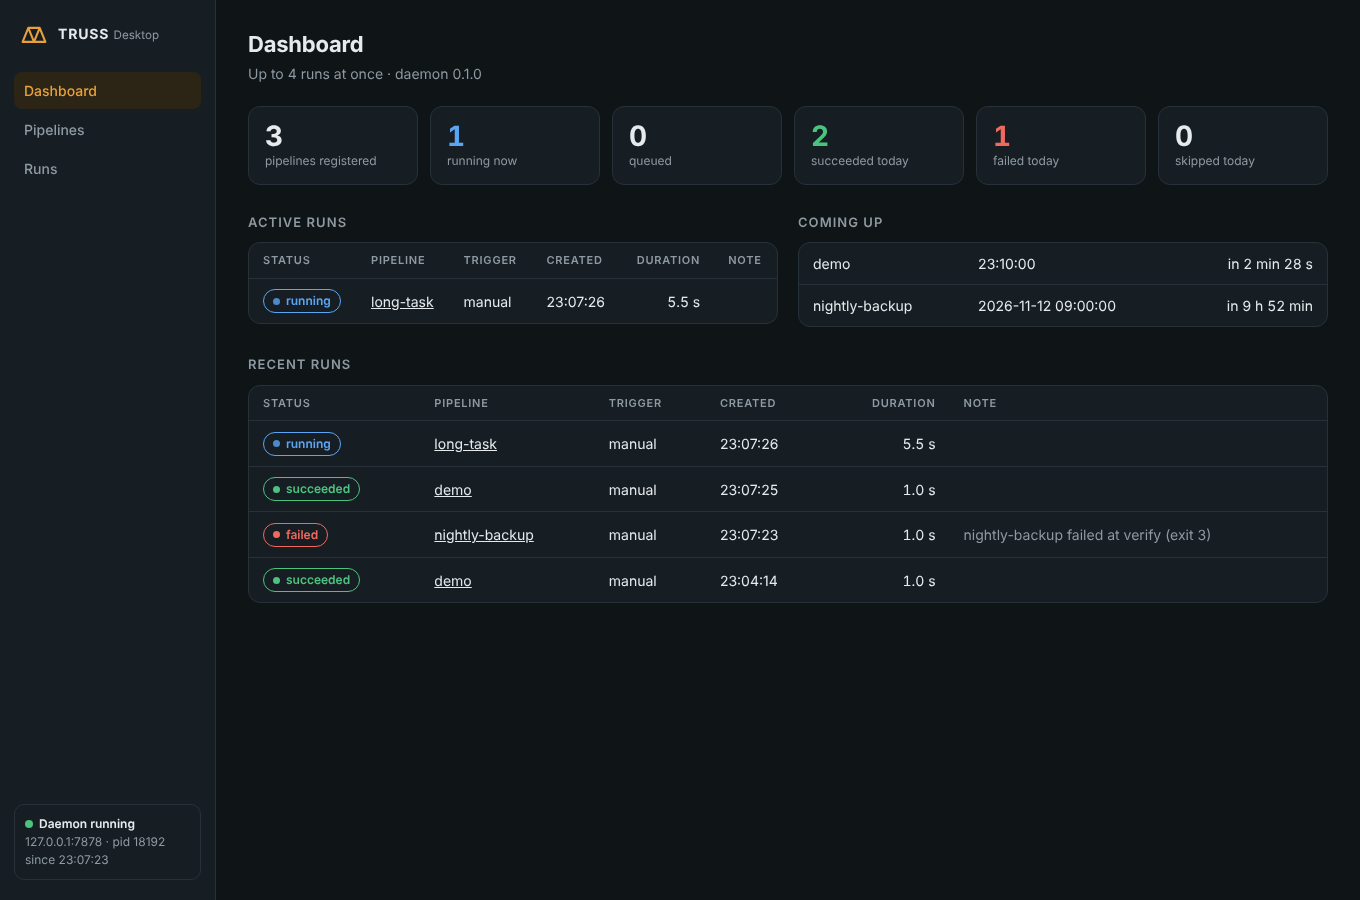 TRUSS Desktop
Dashboard
Pipelines
Runs
Daemon running
127.0.0.1:7878 · pid 18192
since 23:07:23
Dashboard
Up to 4 runs at once · daemon 0.1.0
3
pipelines registered
1
running now
0
queued
2
succeeded today
1
failed today
0
skipped today
ACTIVE RUNS
STATUS PIPELINE TRIGGER CREATED DURATION NOTE
running long-task manual 23:07:26 5.5 s
COMING UP
demo 23:10:00 in 2 min 28 s
nightly-backup 2026-11-12 09:00:00 in 9 h 52 min
RECENT RUNS
STATUS PIPELINE TRIGGER CREATED DURATION NOTE
running long-task manual 23:07:26 5.5 s
succeeded demo manual 23:07:25 1.0 s
failed nightly-backup manual 23:07:23 1.0 s nightly-backup failed at verify (exit 3)
succeeded demo manual 23:04:14 1.0 s